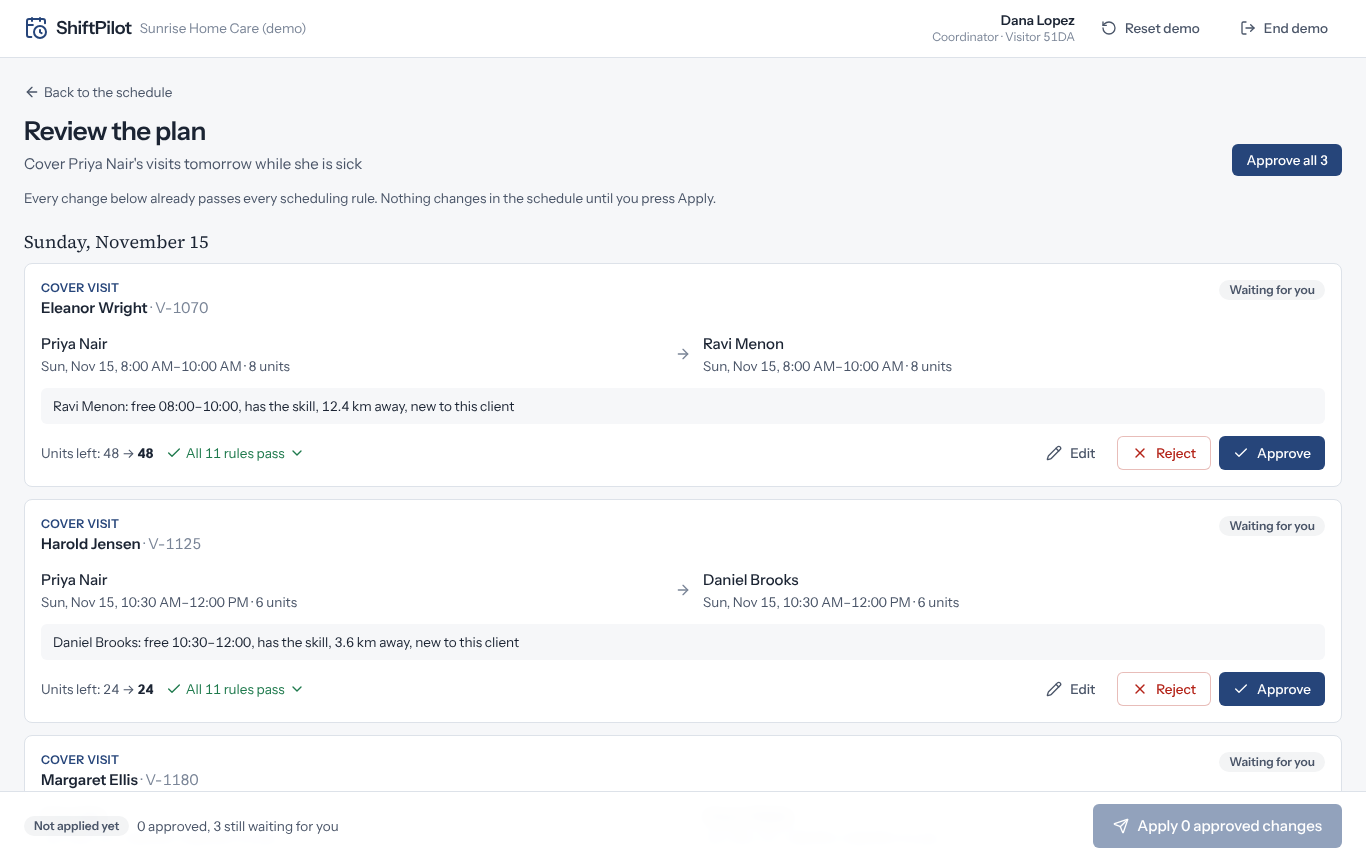 ShiftPilot Sunrise Home Care (demo)
Dana Lopez
Coordinator · Visitor 51DA
Reset demo
End demo
Back to the schedule
Review the plan
Cover Priya Nair's visits tomorrow while she is sick
Approve all 3
Every change below already passes every scheduling rule. Nothing changes in the schedule until you press Apply.
Sunday, November 15
COVER VISIT
Eleanor Wright · V-1070
Waiting for you
Priya Nair
Sun, Nov 15, 8:00 AM–10:00 AM · 8 units
→
Ravi Menon
Sun, Nov 15, 8:00 AM–10:00 AM · 8 units
Ravi Menon: free 08:00–10:00, has the skill, 12.4 km away, new to this client
Units left: 48 → 48 All 11 rules pass
Edit
Reject
Approve
COVER VISIT
Harold Jensen · V-1125
Waiting for you
Priya Nair
Sun, Nov 15, 10:30 AM–12:00 PM · 6 units
→
Daniel Brooks
Sun, Nov 15, 10:30 AM–12:00 PM · 6 units
Daniel Brooks: free 10:30–12:00, has the skill, 3.6 km away, new to this client
Units left: 24 → 24 All 11 rules pass
Edit
Reject
Approve
COVER VISIT
Margaret Ellis · V-1180
Waiting for you
Not applied yet 0 approved, 3 still waiting for you
Apply 0 approved changes